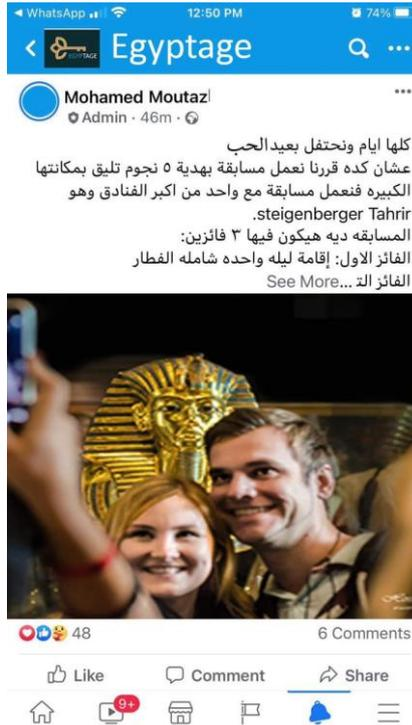 WhatsApp
12:50 PM
74%
EGYPTAGE
Egyptage
Mohamed Moutaz
Admin · 46m ·
كلها ايام ونحتفل بعيدالحب
عشان كده قررنا نعمل مسابقة بهدية ٥ نجوم تليق بمكانتها
الكبيره فنعمل مسابقة مع واحد من اكبر الفنادق وهو
steigenberger Tahrir.
المسابقه ديه هيكون فيها ٣ فائزين:
الفائز الاول: إقامة ليله واحده شامله الفطار
الفائز الت... See More
48
6 Comments
Like
Comment
Share
9+